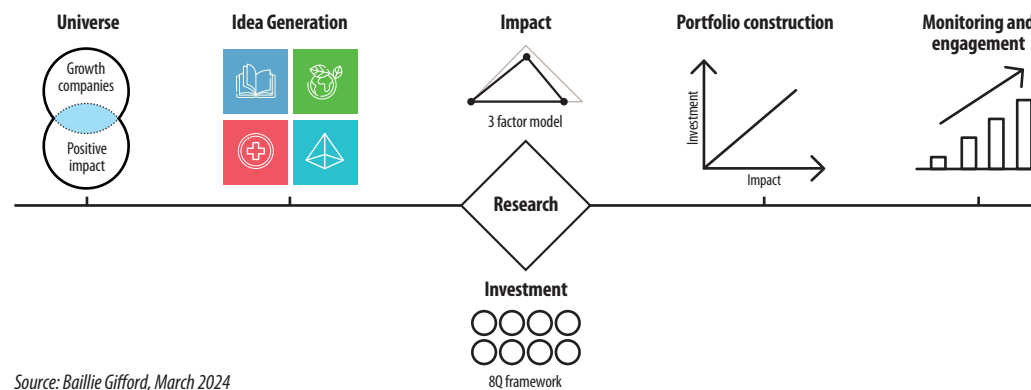 Universe
Growth
companies
Positive
impact
Idea Generation
Impact
3 factor model
Research
Investment
8Q framework
Portfolio construction
Investment
Impact
Monitoring and
engagement
Source: Baillie Gifford, March 2024